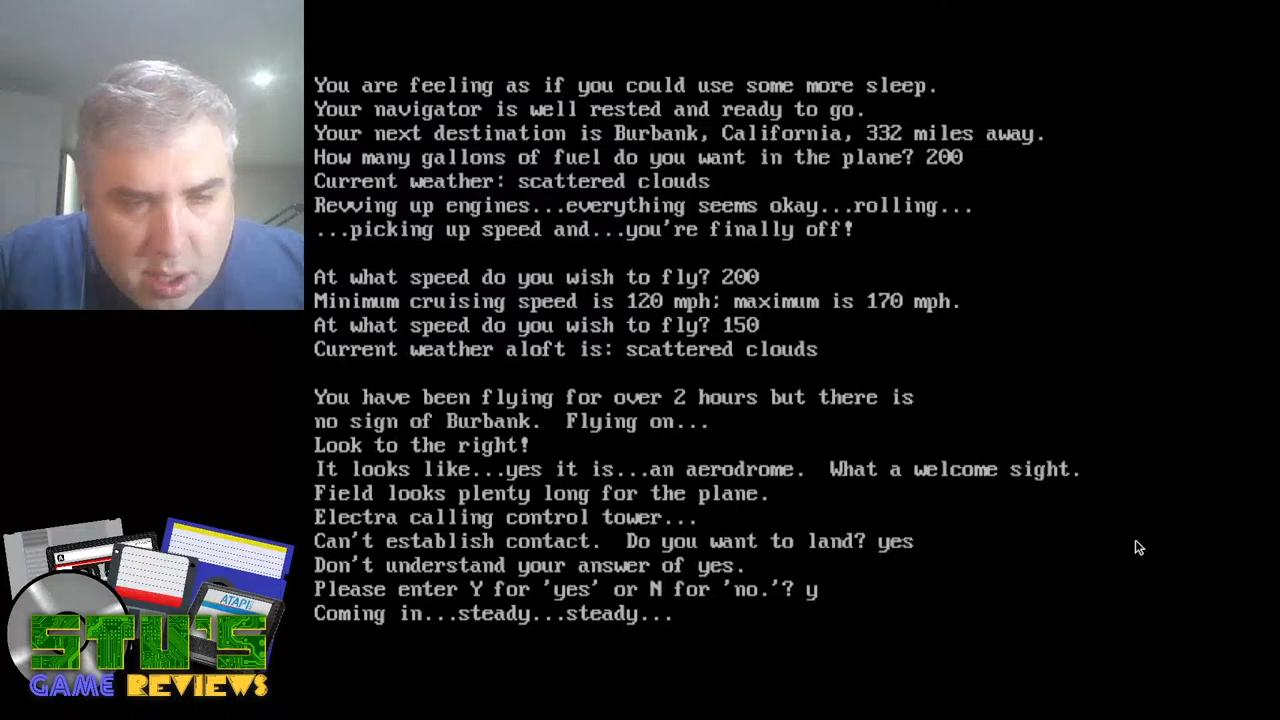 You are feeling as if you could use some more sleep.
Your navigator is well rested and ready to go.
Your next destination is Burbank, California, 332 miles away.
How many gallons of fuel do you want in the plane? 200
Current weather: scattered clouds
Revving up engines...everything seems okay...rolling...
...picking up speed and...you're finally off!
At what speed do you wish to fly? 200
Minimum cruising speed is 120 mph; maximum is 170 mph.
At what speed do you wish to fly? 150
Current weather aloft is: scattered clouds
You have been flying for over 2 hours but there is
no sign of Burbank.  Flying on...
Look to the right!
It looks like...yes it is...an aerodrome.  What a welcome sight.
Field looks plenty long for the plane.
Electra calling control tower...
Can't establish contact.  Do you want to land? yes
Don't understand your answer of yes.
Please enter Y for 'yes' or N for 'no.'? y
Coming in...steady...steady...
ATAPI
STU'S
GAME REVIEWS